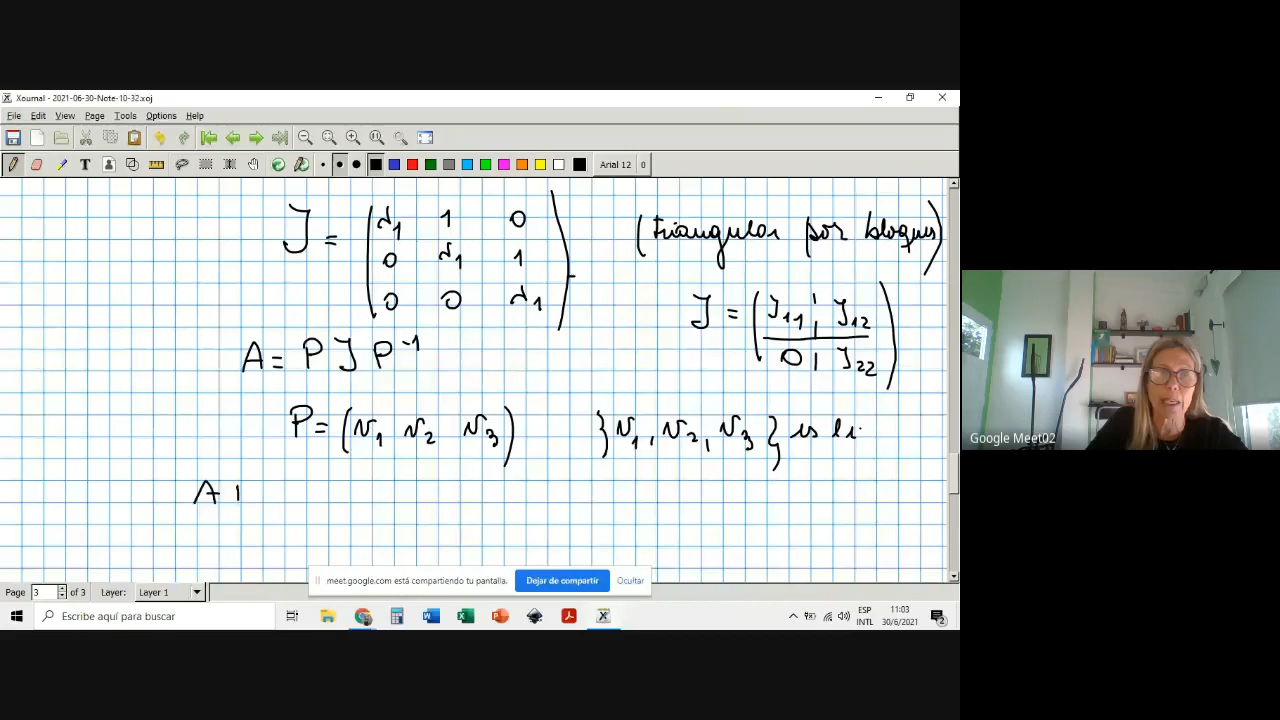 Xournal - 2021-06-30-Note-10-32.xoj
File Edit View Page Tools Options Help
Arial 12 0
J = ( λ1 1 0
0 λ1 1
0 0 λ1 )
(triangular por bloques)
J = ( J11 J12
0 J22 )
A = P J P^-1
P = (v1 v2 v3) {v1, v2, v3} is li
A
meet.google.com está compartiendo tu pantalla. Dejar de compartir Ocultar
Page 3 of 3 Layer: Layer 1
Escribe aquí para buscar
ESP
INTL
11:03
30/6/2021
2
Google Meet02